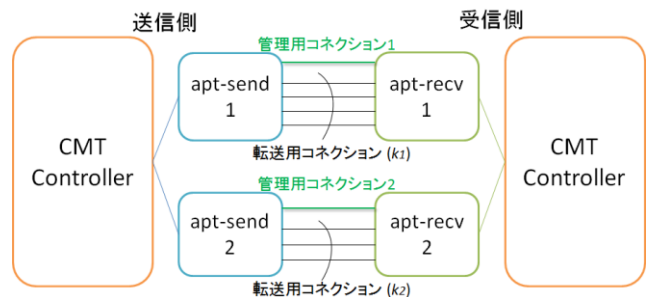 送信側
受信側
管理用コネクション1
apt-send
1
apt-recv
1
CMT
Controller
CMT
Controller
転送用コネクション (k1)
管理用コネクション2
apt-send
2
apt-recv
2
転送用コネクション (k2)